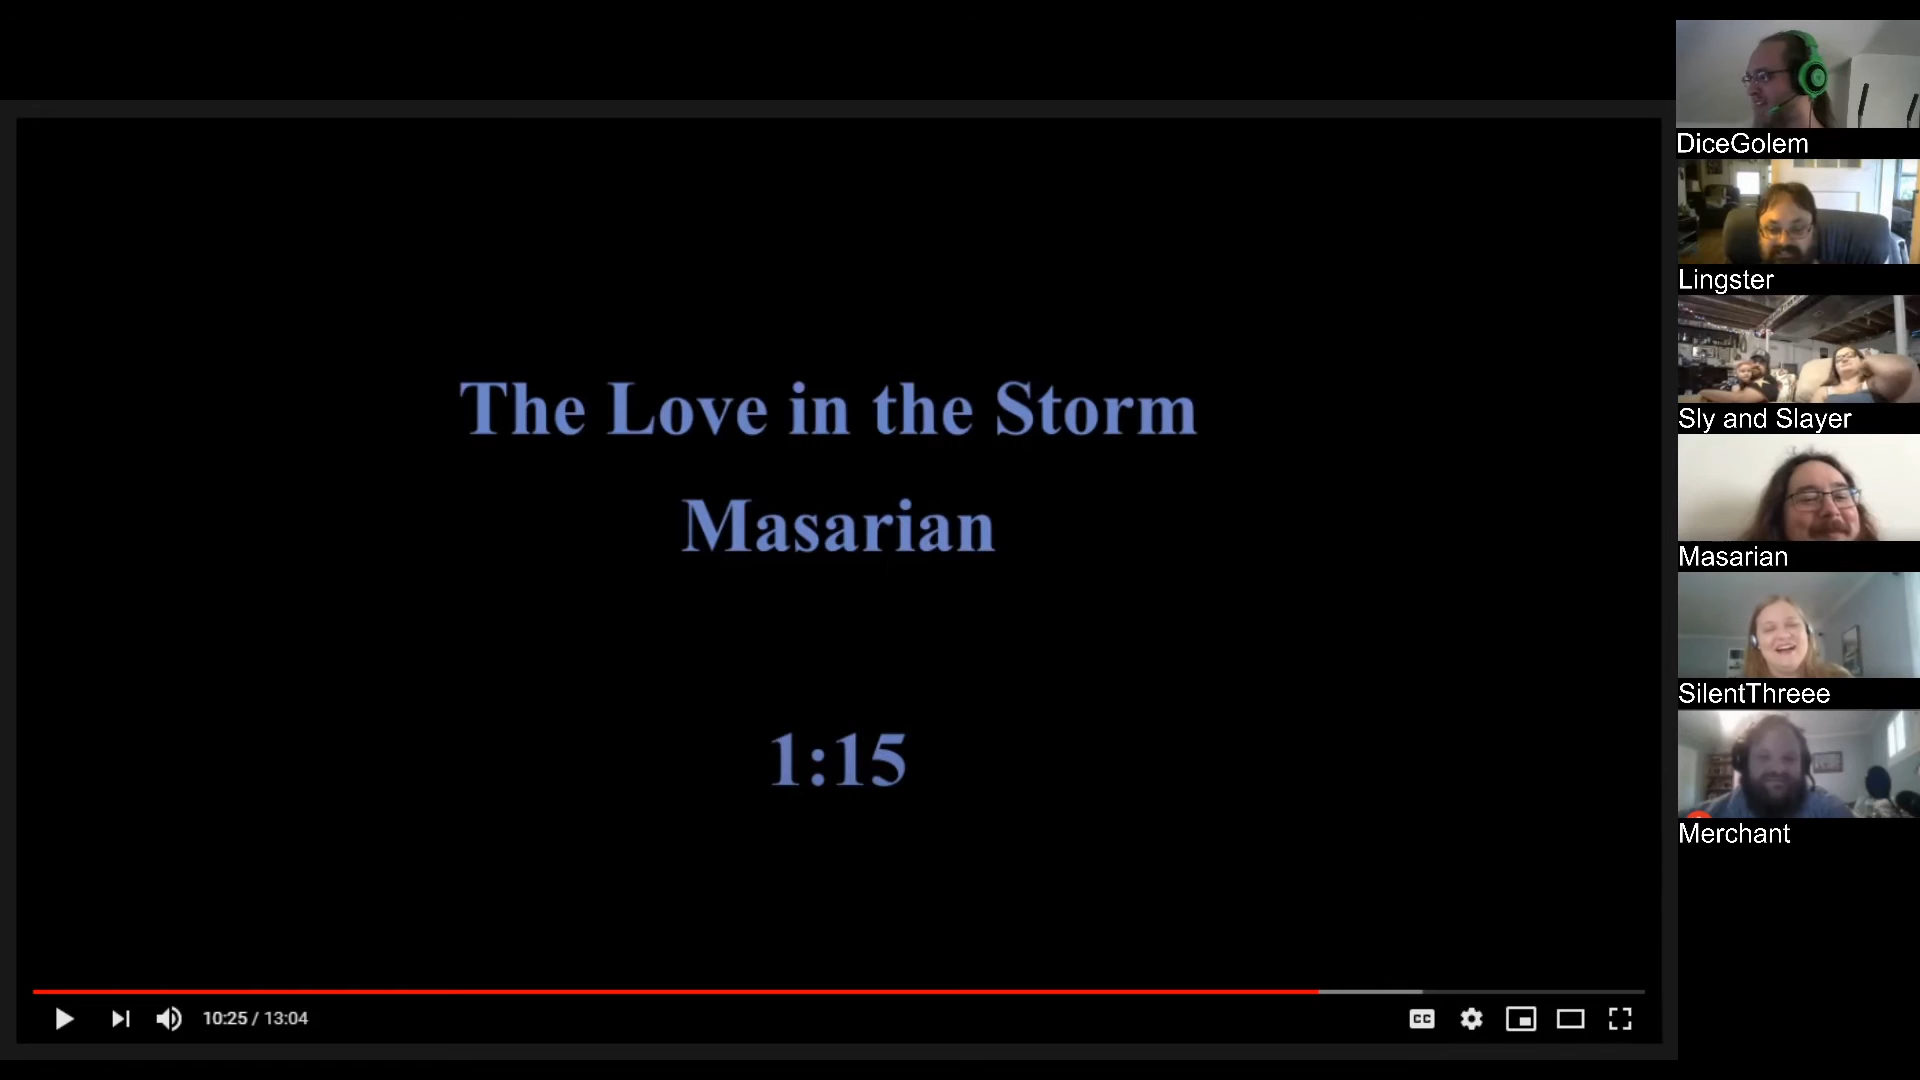 The Love in the Storm
Masarian
1:15
10:25 / 13:04
CC
DiceGolem
Lingster
Sly and Slayer
Masarian
SilentThreee
Merchant